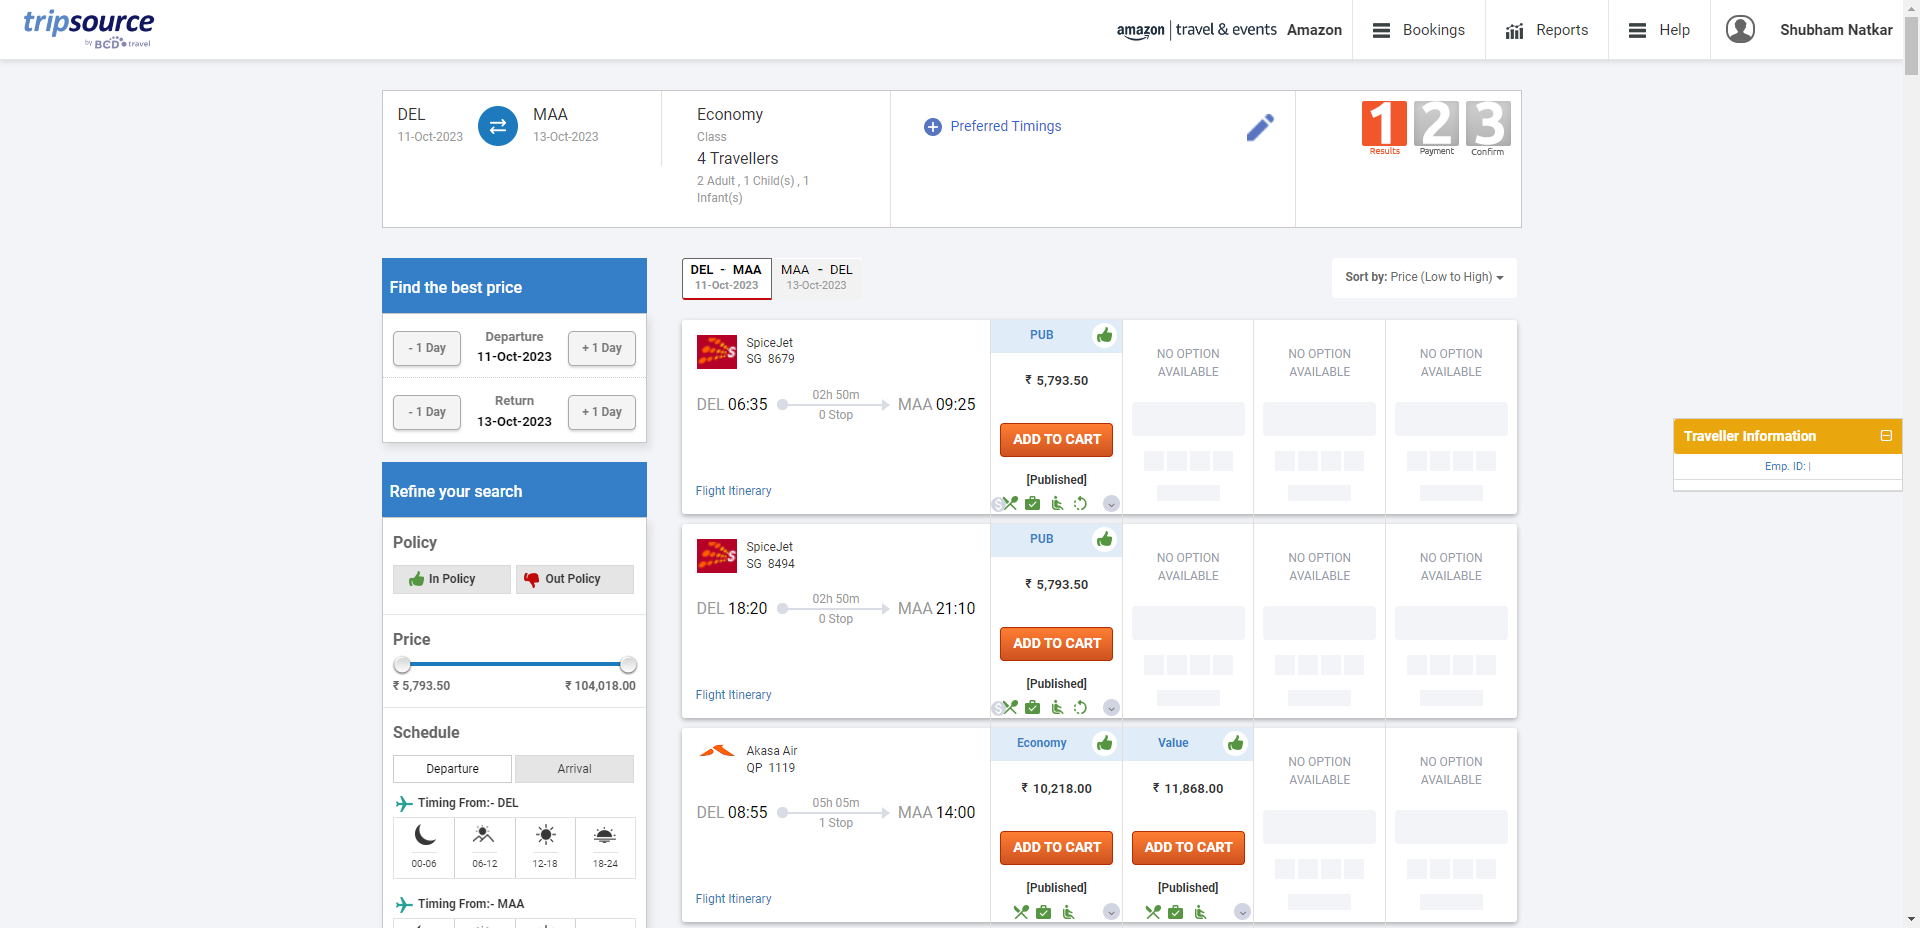 tripsource
by BCD travel
amazon | travel & events Amazon
Bookings
Reports
Help
Shubham Natkar
DEL
11-Oct-2023
MAA
13-Oct-2023
Economy
Class
4 Travellers
2 Adult , 1 Child(s) , 1
Infant(s)
Preferred Timings
1 2 3
Results Payment Confirm
Find the best price
- 1 Day
Departure
11-Oct-2023
+ 1 Day
- 1 Day
Return
13-Oct-2023
+ 1 Day
Refine your search
Policy
In Policy
Out Policy
Price
₹ 5,793.50
₹ 104,018.00
Schedule
Departure
Arrival
Timing From:- DEL
00-06
06-12
12-18
18-24
Timing From:- MAA
DEL - MAA
11-Oct-2023
MAA - DEL
13-Oct-2023
Sort by: Price (Low to High)
SpiceJet
SG 8679
DEL 06:35
02h 50m
0 Stop
MAA 09:25
Flight Itinerary
PUB
₹ 5,793.50
ADD TO CART
[Published]
NO OPTION
AVAILABLE
NO OPTION
AVAILABLE
NO OPTION
AVAILABLE
SpiceJet
SG 8494
DEL 18:20
02h 50m
0 Stop
MAA 21:10
Flight Itinerary
PUB
₹ 5,793.50
ADD TO CART
[Published]
NO OPTION
AVAILABLE
NO OPTION
AVAILABLE
NO OPTION
AVAILABLE
Akasa Air
QP 1119
DEL 08:55
05h 05m
1 Stop
MAA 14:00
Flight Itinerary
Economy
₹ 10,218.00
ADD TO CART
[Published]
Value
₹ 11,868.00
ADD TO CART
[Published]
NO OPTION
AVAILABLE
NO OPTION
AVAILABLE
Traveller Information
Emp. ID: |